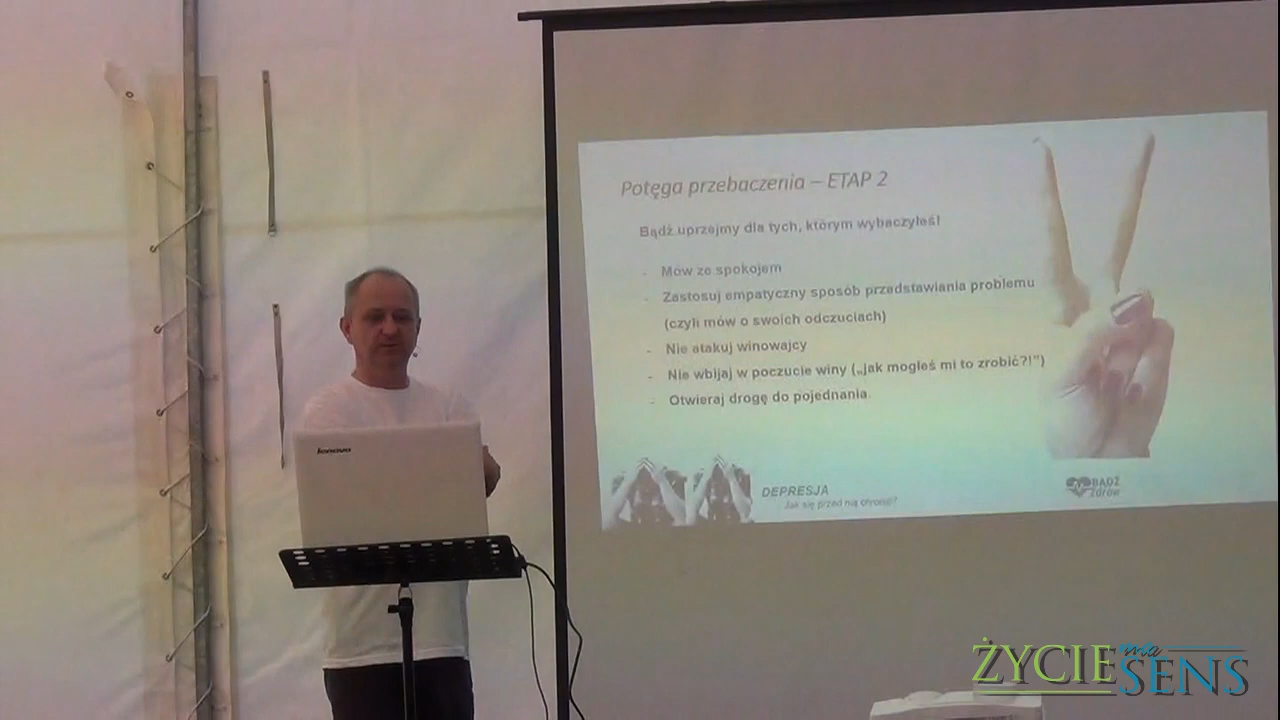 Potęga przebaczenia – ETAP 2
Bądź uprzejmy dla tych, którym wybaczyłeś!
- Mów ze spokojem
- Zastosuj empatyczny sposób przedstawiania problemu
(czyli mów o swoich odczuciach)
- Nie atakuj winowajcy
- Nie wbijaj w poczucie winy („jak mogłeś mi to zrobić?!")
- Otwieraj drogę do pojednania
DEPRESJA
Jak się przed nią chronić?
BĄDŹ
Zdrów
lenovo
ŻYCIE ma
SENS